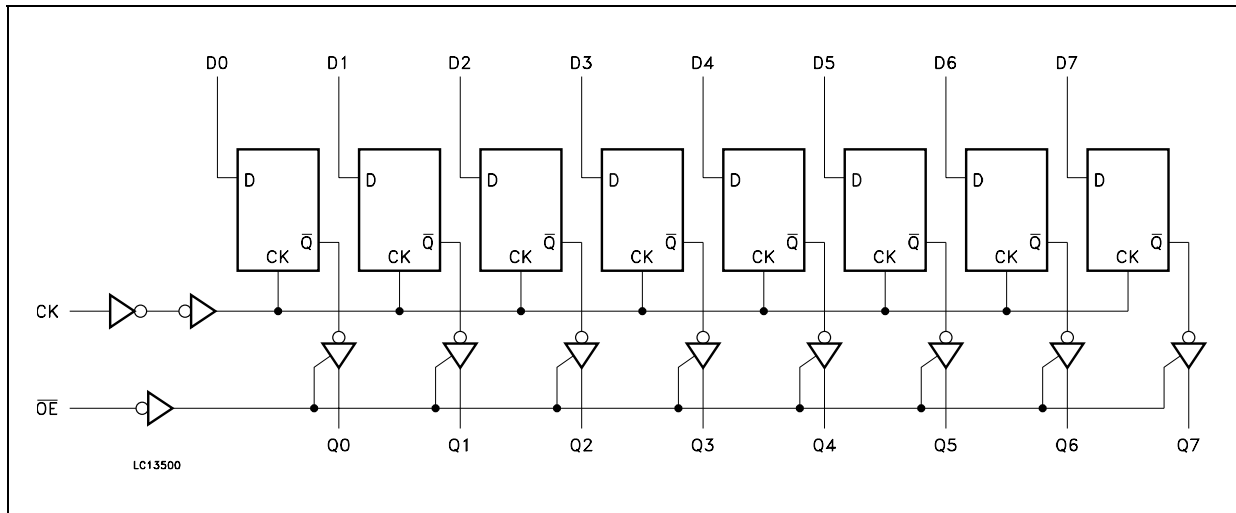 D0 D1 D2 D3 D4 D5 D6 D7
D D D D D D D D
Q̅ Q̅ Q̅ Q̅ Q̅ Q̅ Q̅ Q̅
CK CK CK CK CK CK CK CK
CK
O̅E̅
Q0 Q1 Q2 Q3 Q4 Q5 Q6 Q7
LC13500